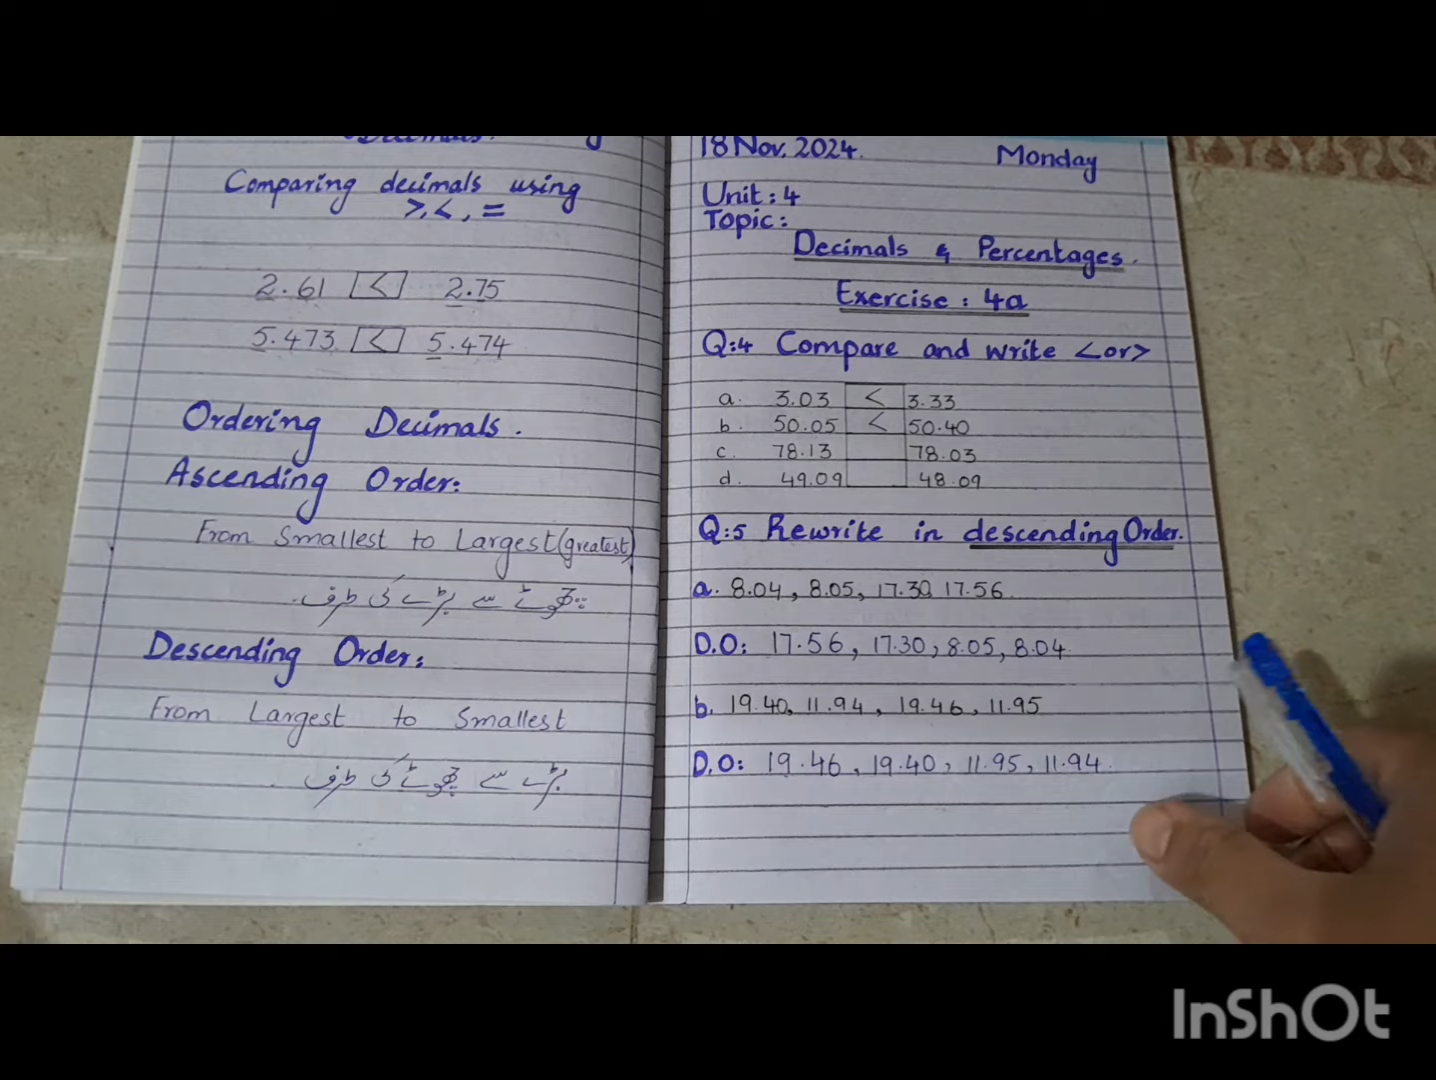 Decimals.
Comparing decimals using
>, <, =
2.61 < 2.75
5.473 < 5.474
Ordering Decimals.
Ascending Order:
From Smallest to Largest (greatest)
چھوٹے سے بڑے کی طرف۔
Descending Order:
From Largest to Smallest
بڑے سے چھوٹے کی طرف۔
18 Nov. 2024. Monday
Unit: 4
Topic:
Decimals & Percentages.
Exercise: 4a
Q:4 Compare and write <or>
a. 3.03 < 3.33
b. 50.05 < 50.40
c. 78.13 78.03
d. 49.09 48.09
Q:5 Rewrite in descending Order.
a. 8.04, 8.05, 17.30, 17.56
D.O: 17.56, 17.30, 8.05, 8.04
b. 19.40, 11.94, 19.46, 11.95
D.O: 19.46, 19.40, 11.95, 11.94
InShOt